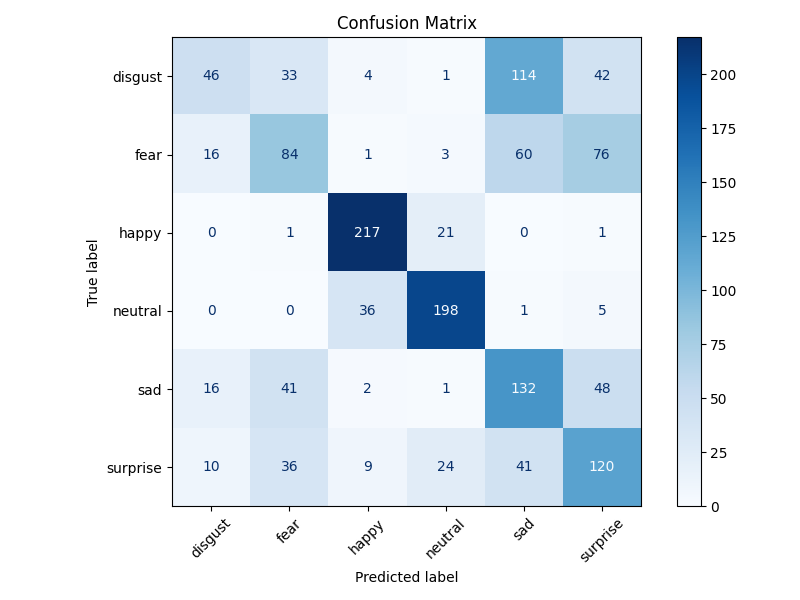 Confusion Matrix
True label
disgust 46 33 4 1 114 42
fear 16 84 1 3 60 76
happy 0 1 217 21 0 1
neutral 0 0 36 198 1 5
sad 16 41 2 1 132 48
surprise 10 36 9 24 41 120
disgust fear happy neutral sad surprise
Predicted label
200
175
150
125
100
75
50
25
0